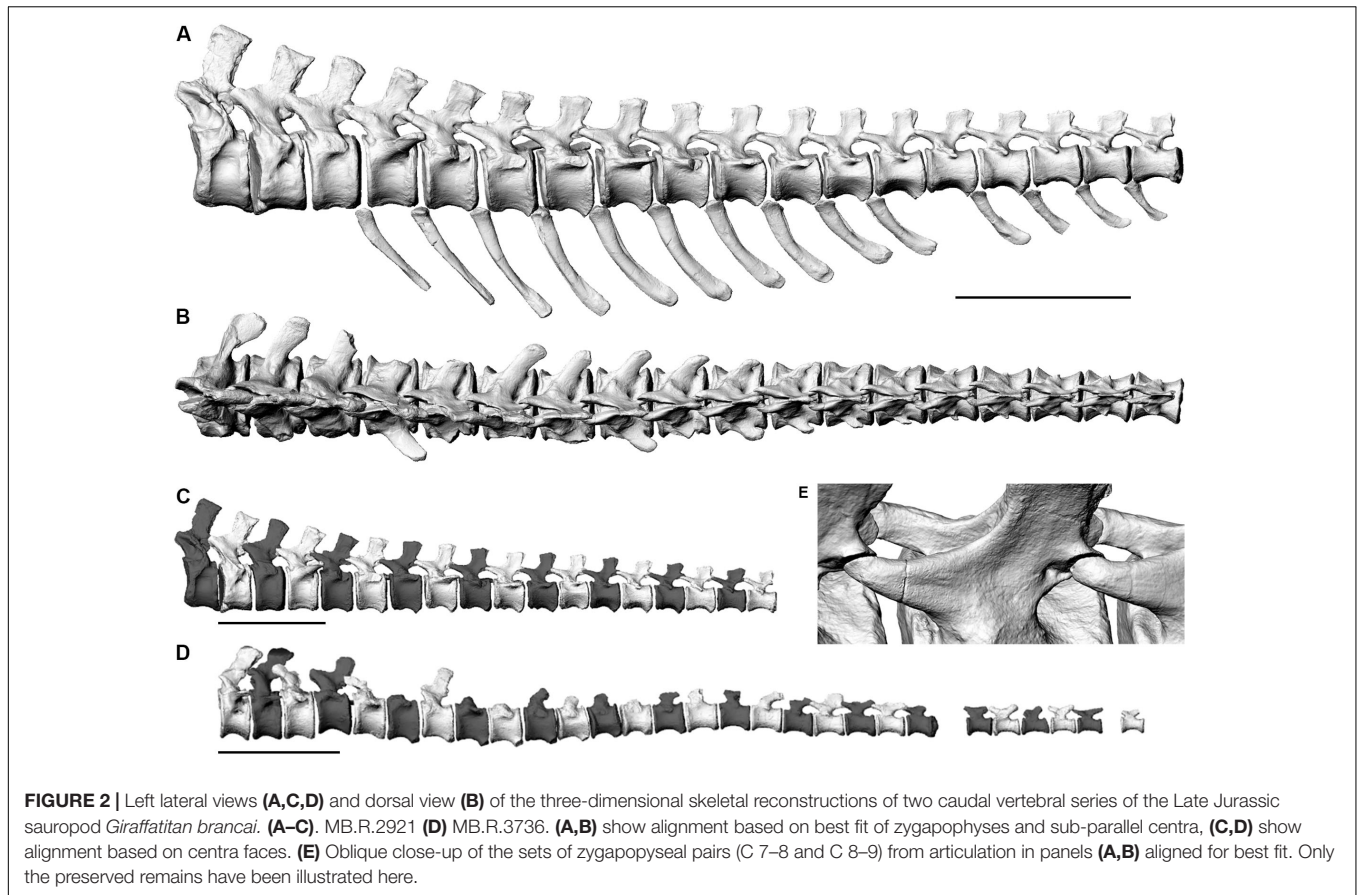 A
B
C
E
D
FIGURE 2 | Left lateral views (A,C,D) and dorsal view (B) of the three-dimensional skeletal reconstructions of two caudal vertebral series of the Late Jurassic
sauropod Giraffatitan brancai. (A–C). MB.R.2921 (D) MB.R.3736. (A,B) show alignment based on best fit of zygapophyses and sub-parallel centra, (C,D) show
alignment based on centra faces. (E) Oblique close-up of the sets of zygapopyseal pairs (C 7–8 and C 8–9) from articulation in panels (A,B) aligned for best fit. Only
the preserved remains have been illustrated here.